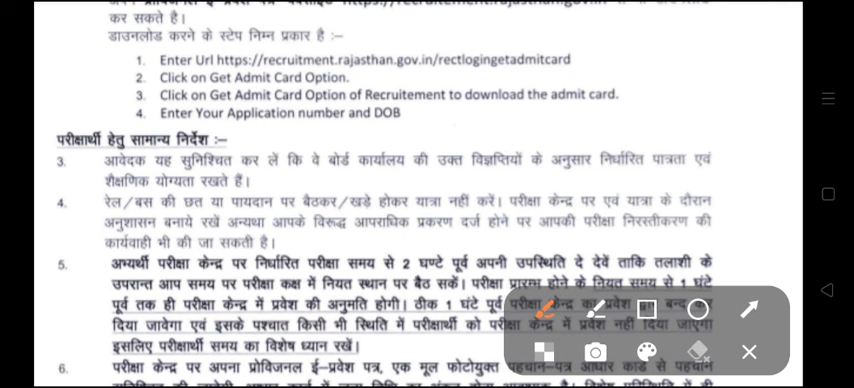 कर सकते है।
डाउनलोड करने के स्टेप निम्न प्रकार है :–
1. Enter Url https://recruitment.rajasthan.gov.in/rectlogingetadmitcard
2. Click on Get Admit Card Option.
3. Click on Get Admit Card Option of Recruitement to download the admit card.
4. Enter Your Application number and DOB
परीक्षार्थी हेतु सामान्य निर्देश :–
3. आवेदक यह सुनिश्चित कर लें कि वे बोर्ड कार्यालय की उक्त विज्ञप्तियों के अनुसार निर्धारित पात्रता एवं
शैक्षणिक योग्यता रखते हैं।
4. रेल/बस की छत या पायदान पर बैठकर/खडे होकर यात्रा नहीं करें। परीक्षा केन्द्र पर एवं यात्रा के दौरान
अनुशासन बनाये रखें अन्यथा आपके विरूद्ध आपराधिक प्रकरण दर्ज होने पर आपकी परीक्षा निरस्तीकरण की
कार्यवाही भी की जा सकती है।
5. अभ्यर्थी परीक्षा केन्द्र पर निर्धारित परीक्षा समय से 2 घण्टे पूर्व अपनी उपस्थिति दे देवें ताकि तलाशी के
उपरान्त आप समय पर परीक्षा कक्ष में नियत स्थान पर बैठ सकें। परीक्षा प्रारम्भ होने के नियत समय से 1 घंटे
पूर्व तक ही परीक्षा केन्द्र में प्रवेश की अनुमति होगी। ठीक 1 घंटे पूर्व परीक्षा केन्द्र का प्रवेश बन्द कर
दिया जावेगा एवं इसके पश्चात किसी भी स्थिति में परीक्षार्थी को परीक्षा केन्द्र में प्रवेश नहीं दिया जाएगा
इसलिए परीक्षार्थी समय का विशेष ध्यान रखें।
6. परीक्षा केन्द्र पर अपना प्रोविजनल ई–प्रवेश पत्र, एक मूल फोटोयुक्त पहचान–पत्र आधार कार्ड से पहचान